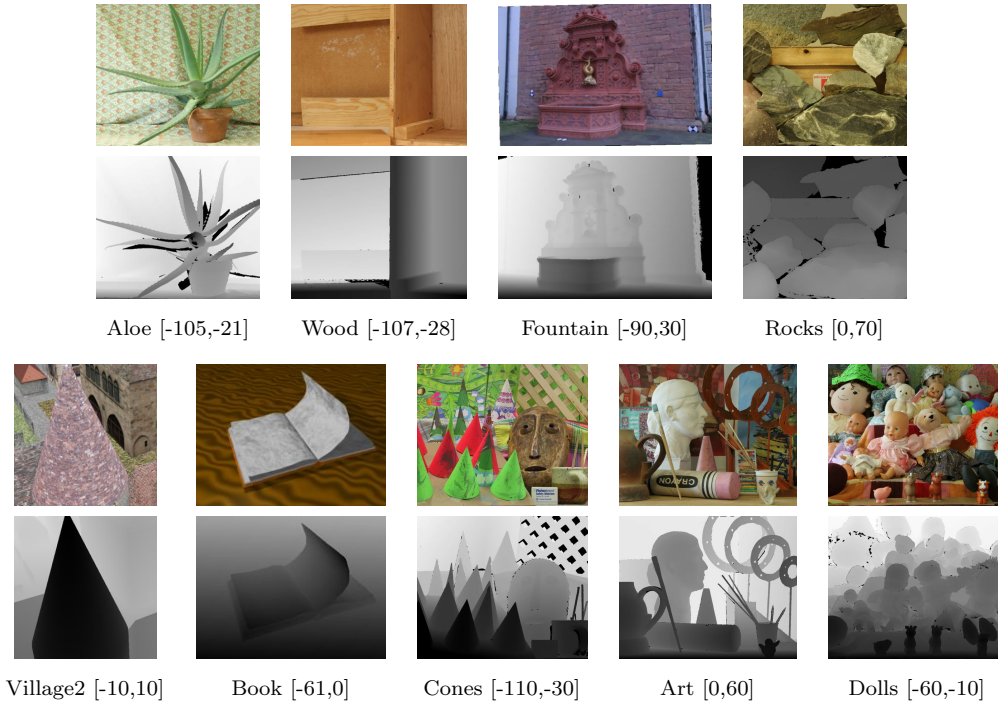 Aloe [-105,-21] Wood [-107,-28] Fountain [-90,30] Rocks [0,70]
CRAYON
Village2 [-10,10] Book [-61,0] Cones [-110,-30] Art [0,60] Dolls [-60,-10]